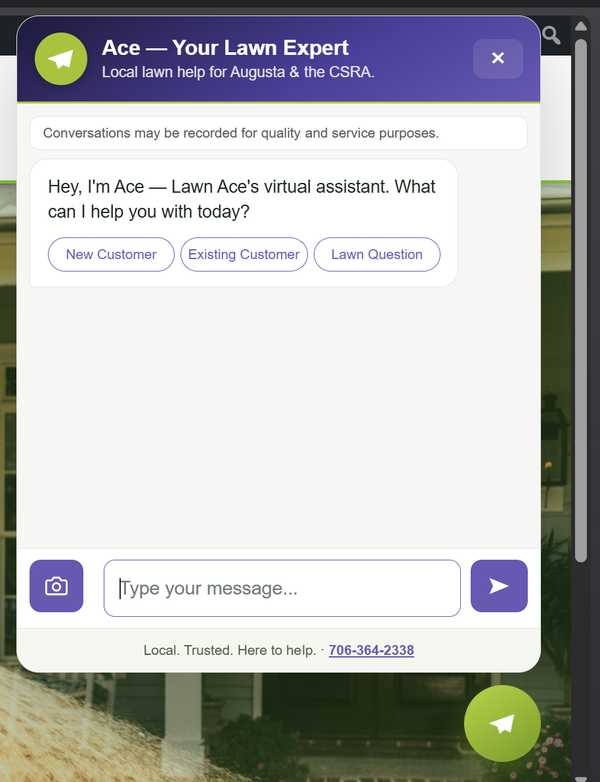 Ace — Your Lawn Expert
Local lawn help for Augusta & the CSRA.
Conversations may be recorded for quality and service purposes.
Hey, I'm Ace — Lawn Ace's virtual assistant. What
can I help you with today?
New Customer
Existing Customer
Lawn Question
Type your message...
Local. Trusted. Here to help. · 706-364-2338